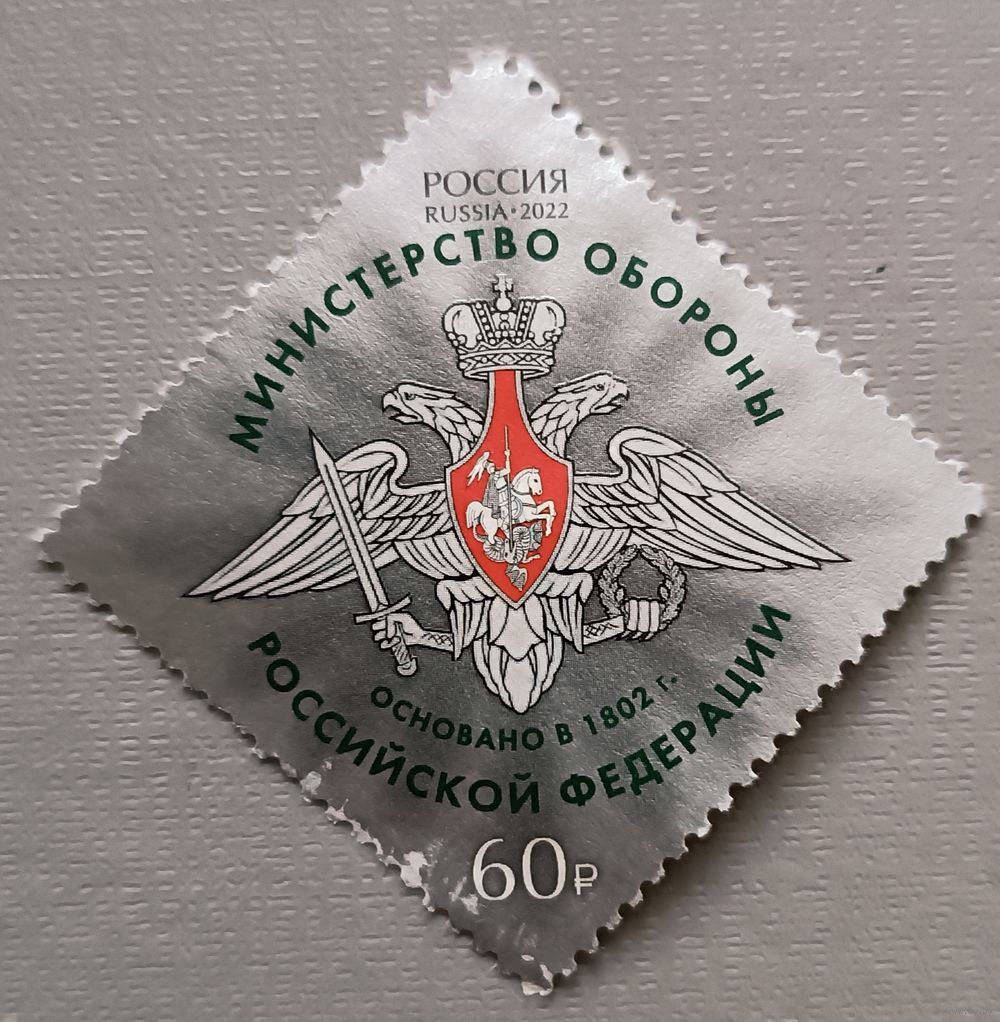 РОССИЯ
RUSSIA•2022
МИНИСТЕРСТВО ОБОРОНЫ
ОСНОВАНО В 1802 г.
РОССИЙСКОЙ ФЕДЕРАЦИИ
60₽